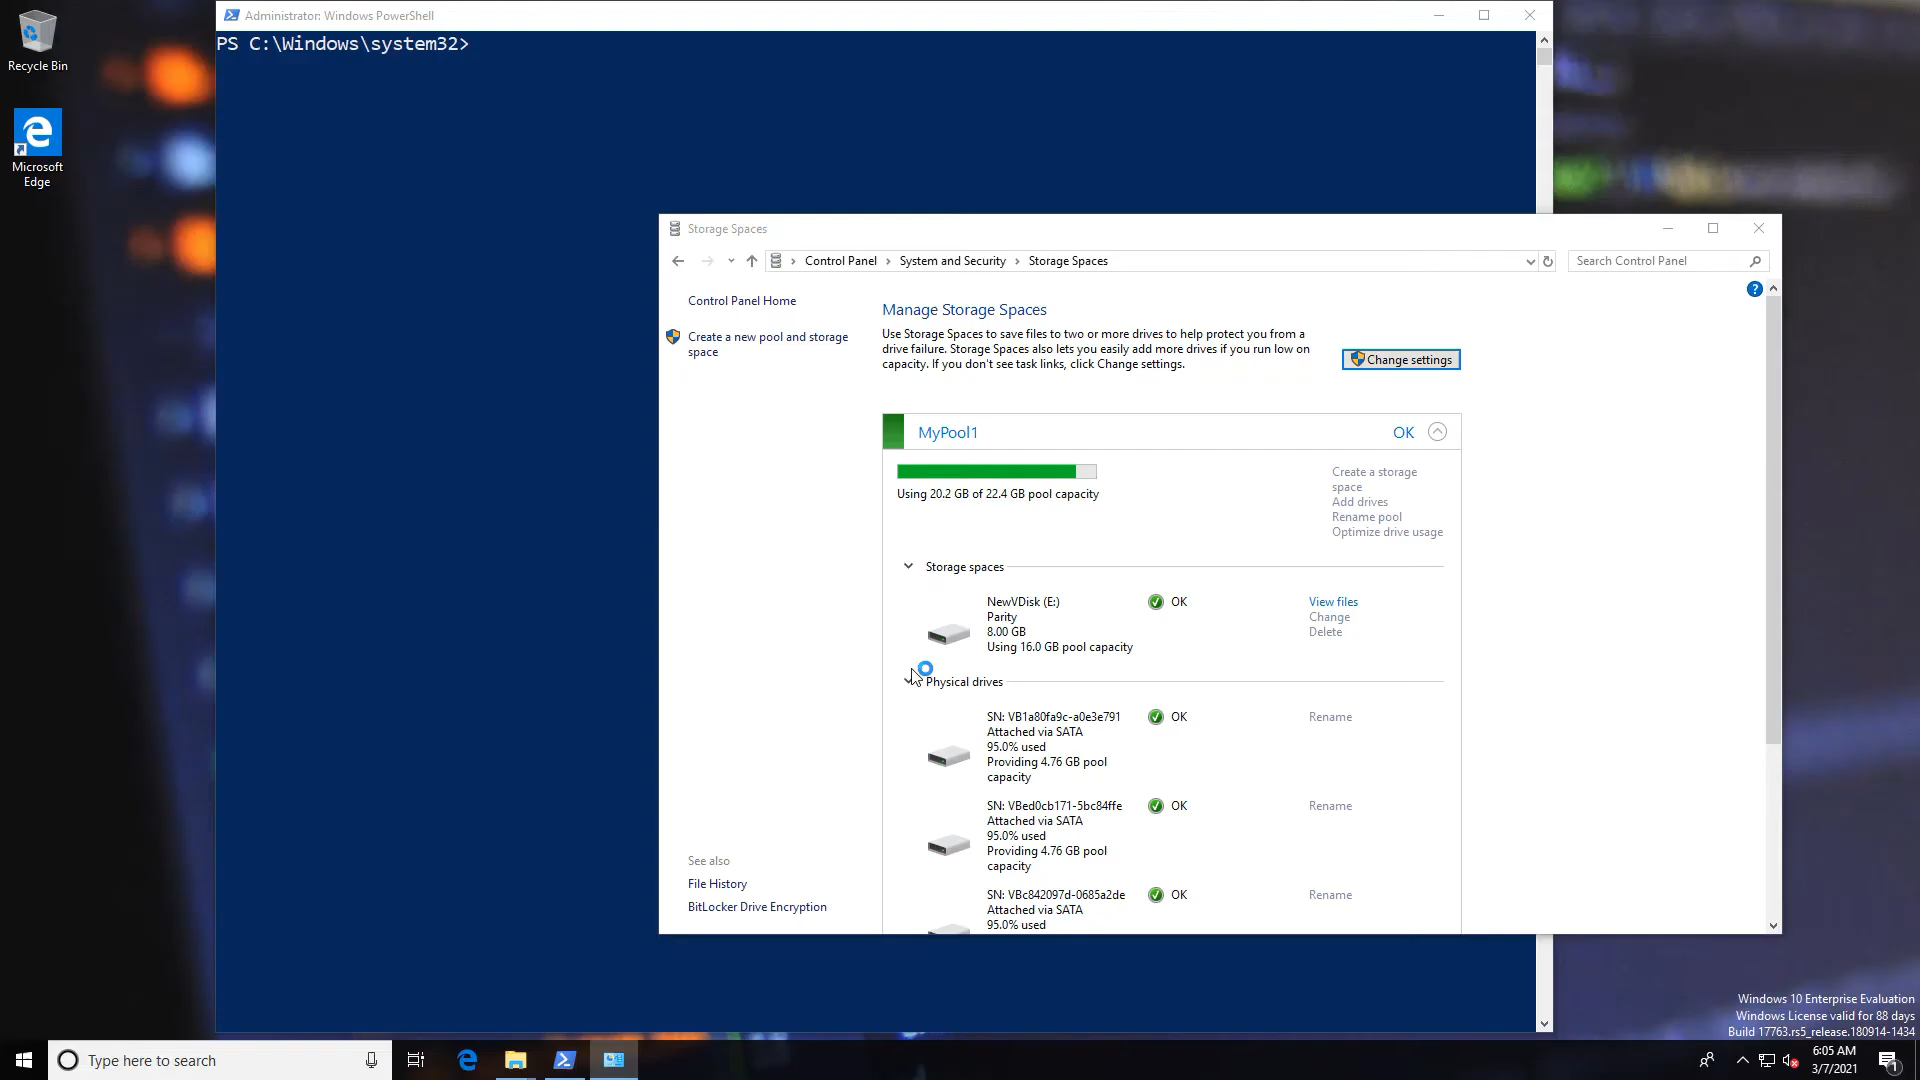 Recycle Bin
Microsoft
Edge
Administrator: Windows PowerShell
PS C:\Windows\system32>
Storage Spaces
Control Panel
System and Security
Storage Spaces
Search Control Panel
Control Panel Home
Create a new pool and storage
space
Manage Storage Spaces
Use Storage Spaces to save files to two or more drives to help protect you from a
drive failure. Storage Spaces also lets you easily add more drives if you run low on
capacity. If you don't see task links, click Change settings.
Change settings
MyPool1
OK
Using 20.2 GB of 22.4 GB pool capacity
Create a storage
space
Add drives
Rename pool
Optimize drive usage
Storage spaces
NewVDisk (E:)
Parity
8.00 GB
Using 16.0 GB pool capacity
OK
View files
Change
Delete
Physical drives
SN: VB1a80fa9c-a0e3e791
Attached via SATA
95.0% used
Providing 4.76 GB pool
capacity
OK
Rename
SN: VBed0cb171-5bc84ffe
Attached via SATA
95.0% used
Providing 4.76 GB pool
capacity
OK
Rename
SN: VBc842097d-0685a2de
Attached via SATA
95.0% used
OK
Rename
See also
File History
BitLocker Drive Encryption
Windows 10 Enterprise Evaluation
Windows License valid for 88 days
Build 17763.rs5_release.180914-1434
Type here to search
6:05 AM
3/7/2021
1